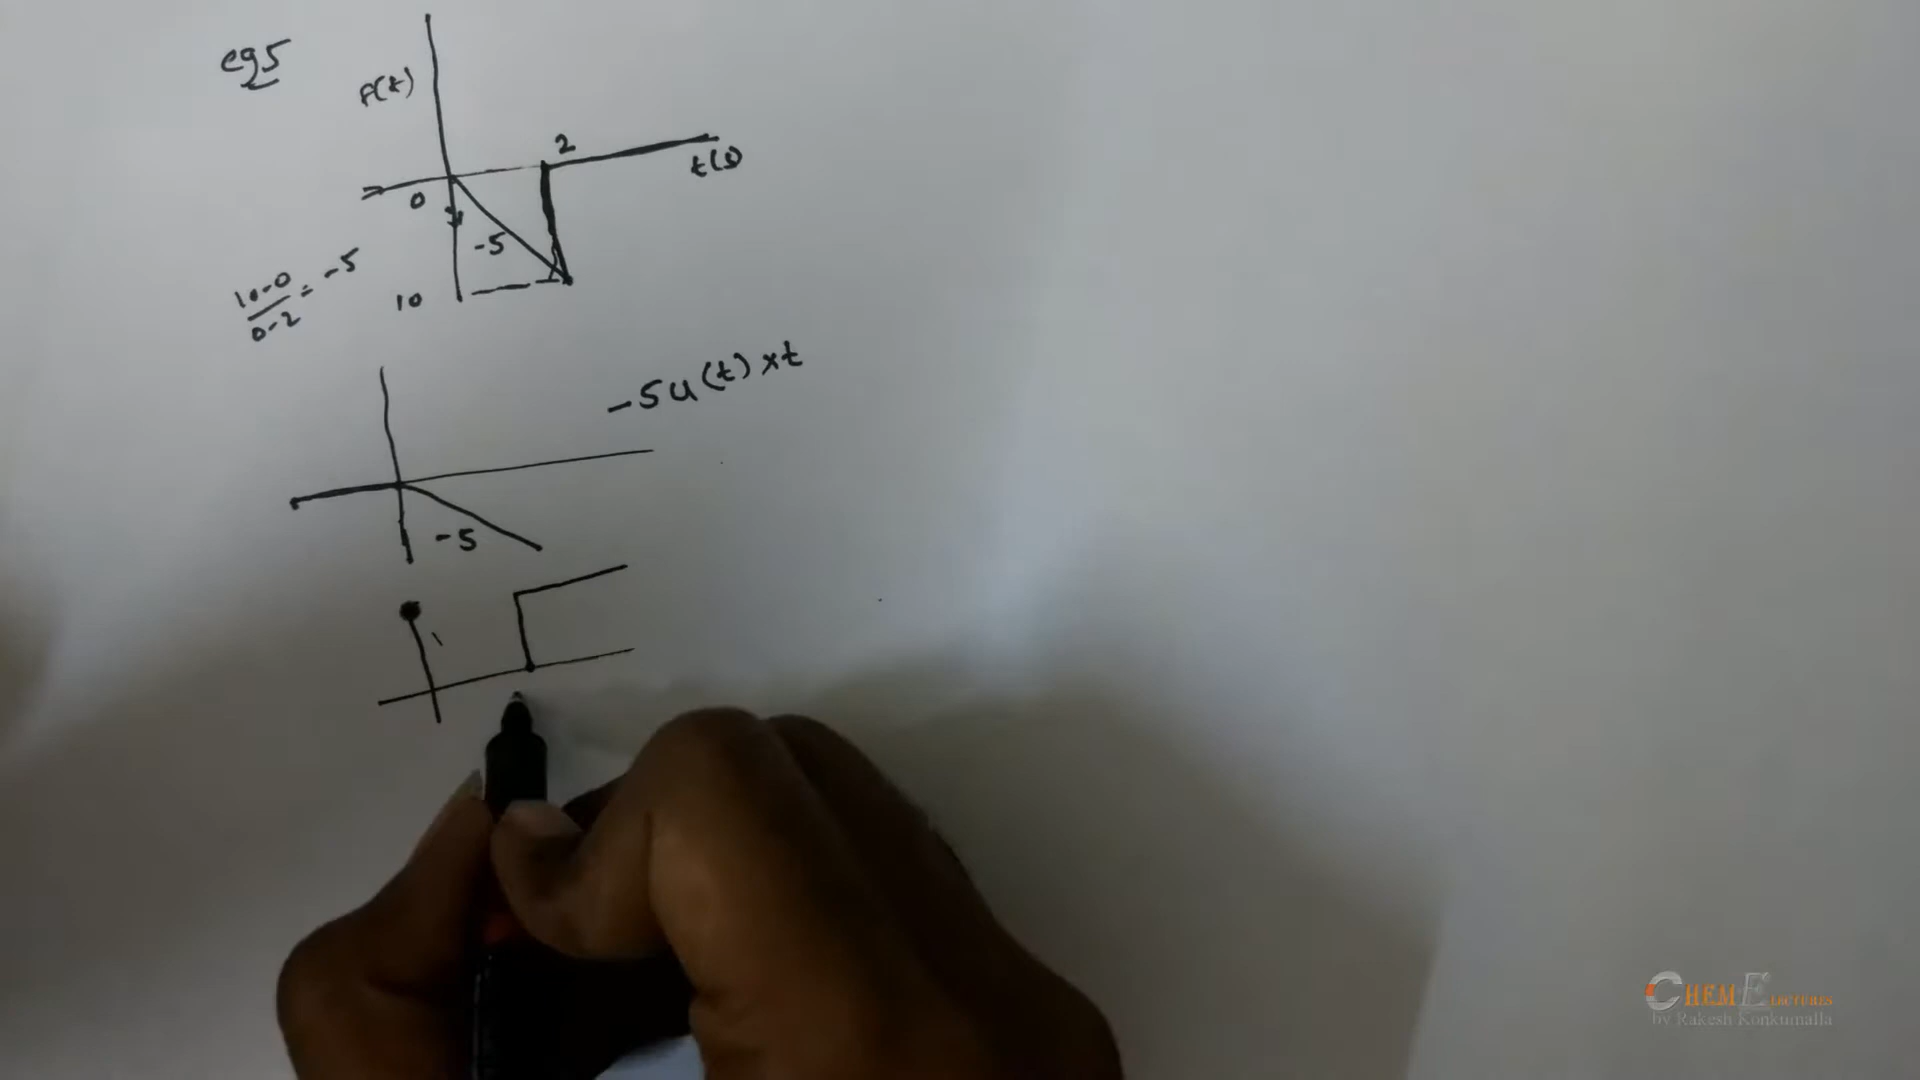 eg5
F(t)
2
t(s)
0
-5
10-0
0-2
= -5
10
-5u(t)×t
-5
CHEME LECTURES
by Rakesh Konkumalla